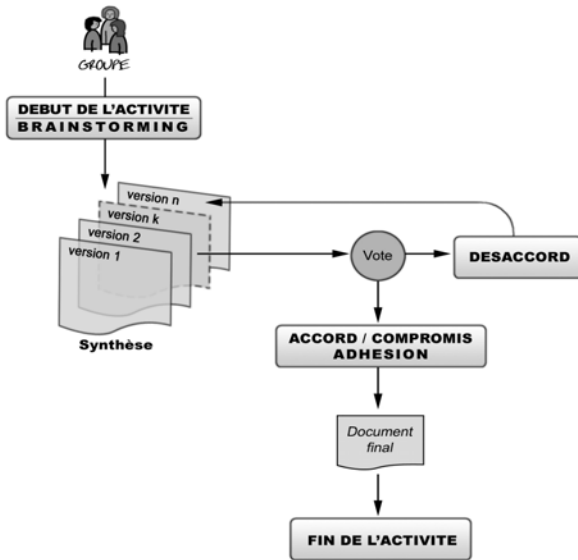 GROUPE
DEBUT DE L'ACTIVITE
BRAINSTORMING
version n
version k
version 2
version 1
Synthèse
Vote
DESACCORD
ACCORD / COMPROMIS
ADHESION
Document
final
FIN DE L'ACTIVITE